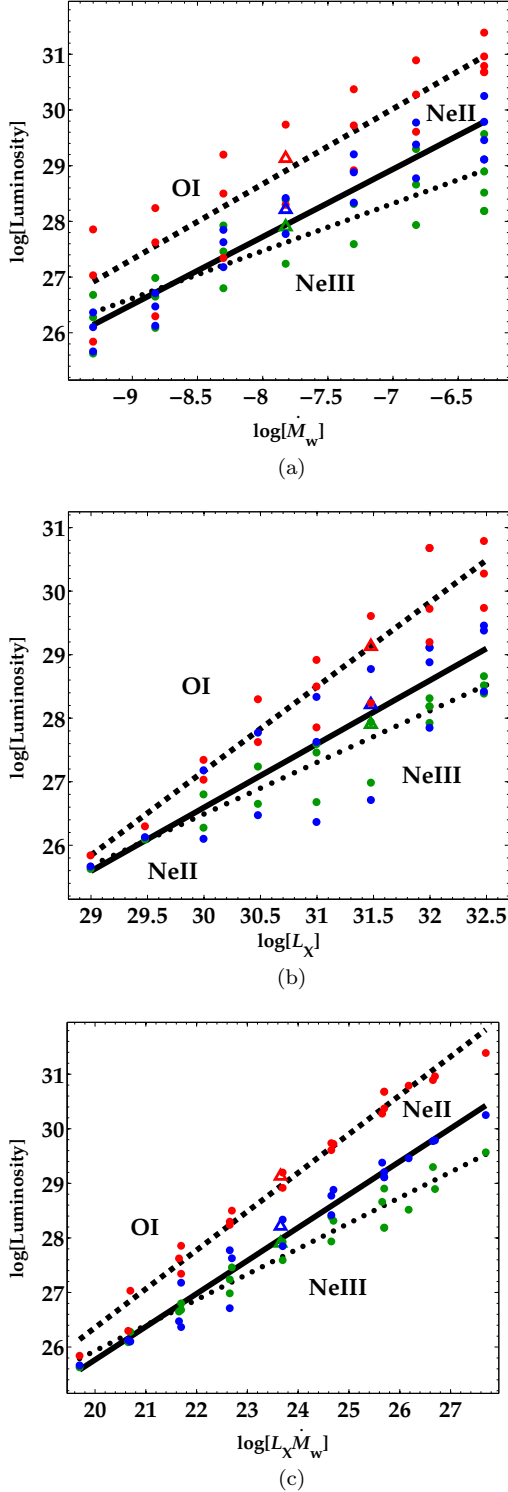 31
30
29
28
27
26
log[Luminosity]
OI
NeII
NeIII
−9 −8.5 −8 −7.5 −7 −6.5
log[Ṁw]
(a)
31
30
29
28
27
26
log[Luminosity]
OI
NeIII
NeII
29 29.5 30 30.5 31 31.5 32 32.5
log[LX]
(b)
31
30
29
28
27
26
log[Luminosity]
NeII
OI
NeIII
20 21 22 23 24 25 26 27
log[LXṀw]
(c)